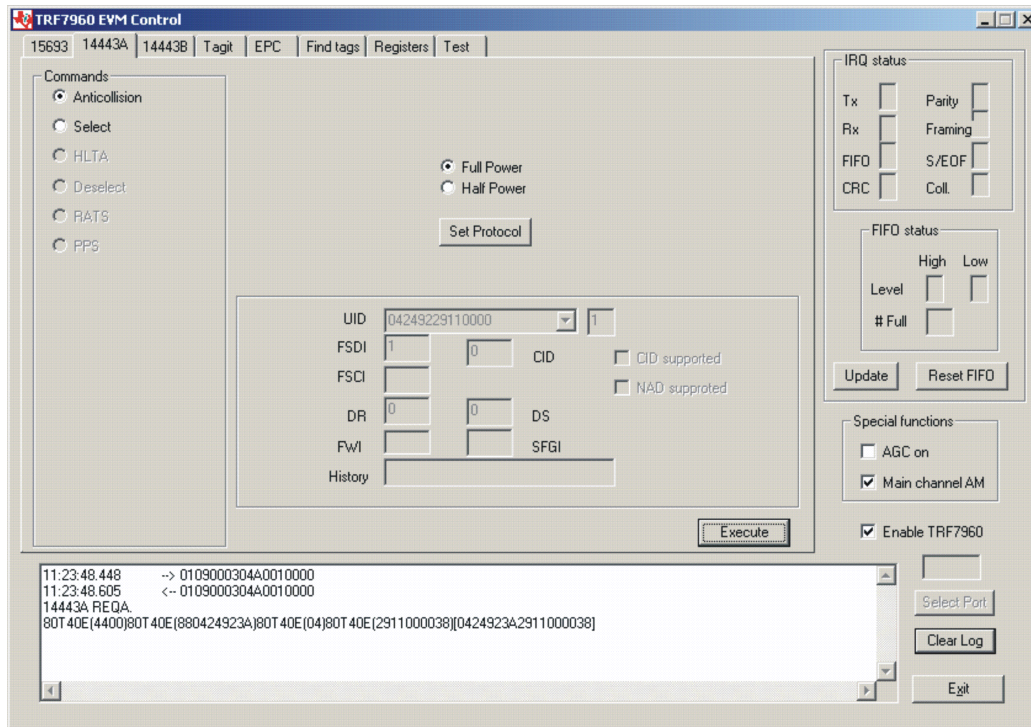 TRF7960 EVM Control
15693 14443A 14443B Tagit EPC Find tags Registers Test
Commands
Anticollision
Select
HLTA
Deselect
RATS
PPS
Full Power
Half Power
Set Protocol
UID 04249229110000 1
FSDI 1 0 CID CID supported
FSCI NAD supproted
DR 0 0 DS
FWI SFGI
History
Execute
IRQ status
Tx Parity
Rx Framing
FIFO S/EOF
CRC Coll.
FIFO status
High Low
Level
# Full
Update Reset FIFO
Special functions
AGC on
Main channel AM
Enable TRF7960
Select Port
Clear Log
Exit
11:23:48.448 --> 0109000304A0010000
11:23:48.605 <-- 0109000304A0010000
14443A REQA.
80T40E(4400)80T40E(880424923A)80T40E(04)80T40E(2911000038)[0424923A2911000038]